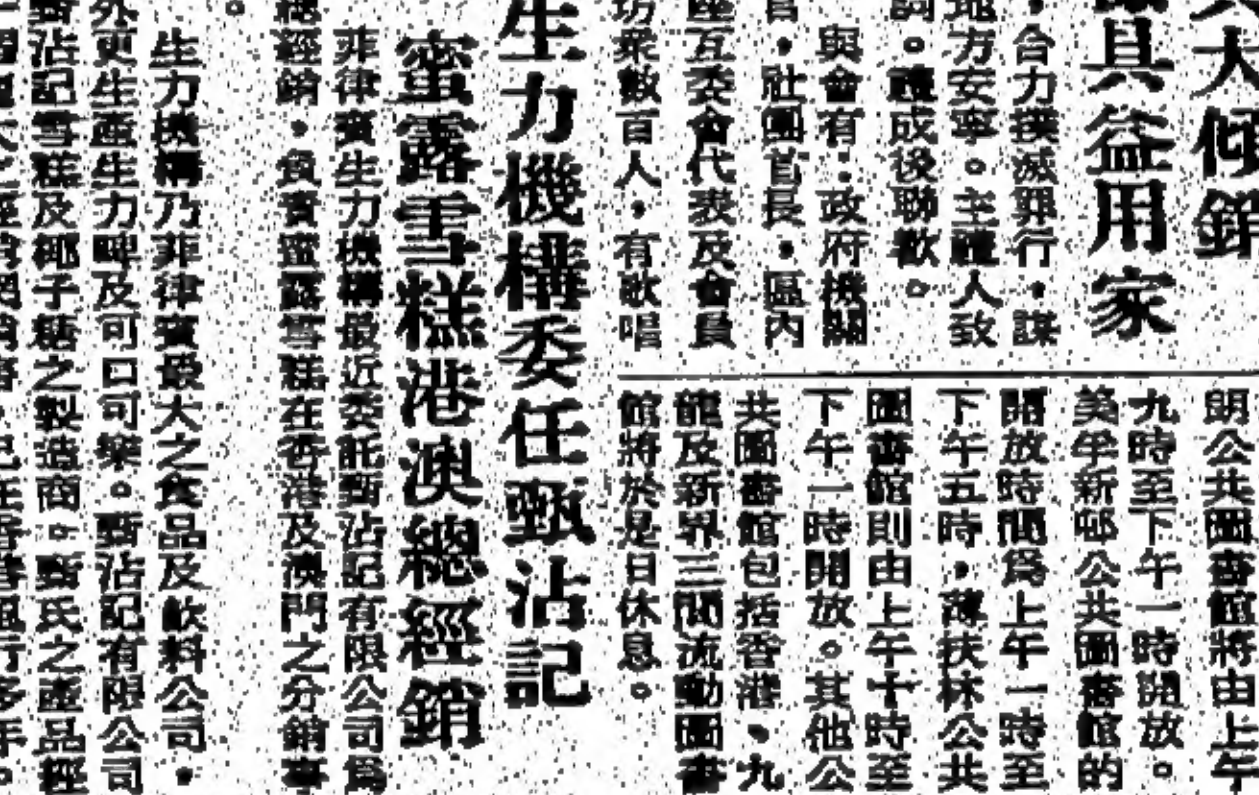 大傾銷
具益用家
合力撲滅罪行,謀
地方安寧。主禮人致
詞。禮成後聯歡。
與會有:政府機關
官,社團首長,區內
座互委會代表及會員
坊眾數百人,有歌唱
朗公共圖書館將由上午
九時至下午一時開放。
美年新邨公共圖書館的
開放時間為上午一時至
下午五時,薄扶林公共
圖書館則由上午十時至
下午一時開放。其他公
共圖書館包括香港,九
龍及新界三間流動圖書
館將於是日休息。
生力機構委任甄沾記
蜜露雪糕港澳總經銷
菲律賓生力機構最近委託甄沾記有限公司為
總經銷,負責蜜露雪糕在香港及澳門之分銷事
。
生力機構乃菲律賓最大之食品及飲料公司,
外更生產生力啤及可口可樂。甄沾記有限公司
甄沾記雪糕及椰子糖之製造商。甄氏之產品經